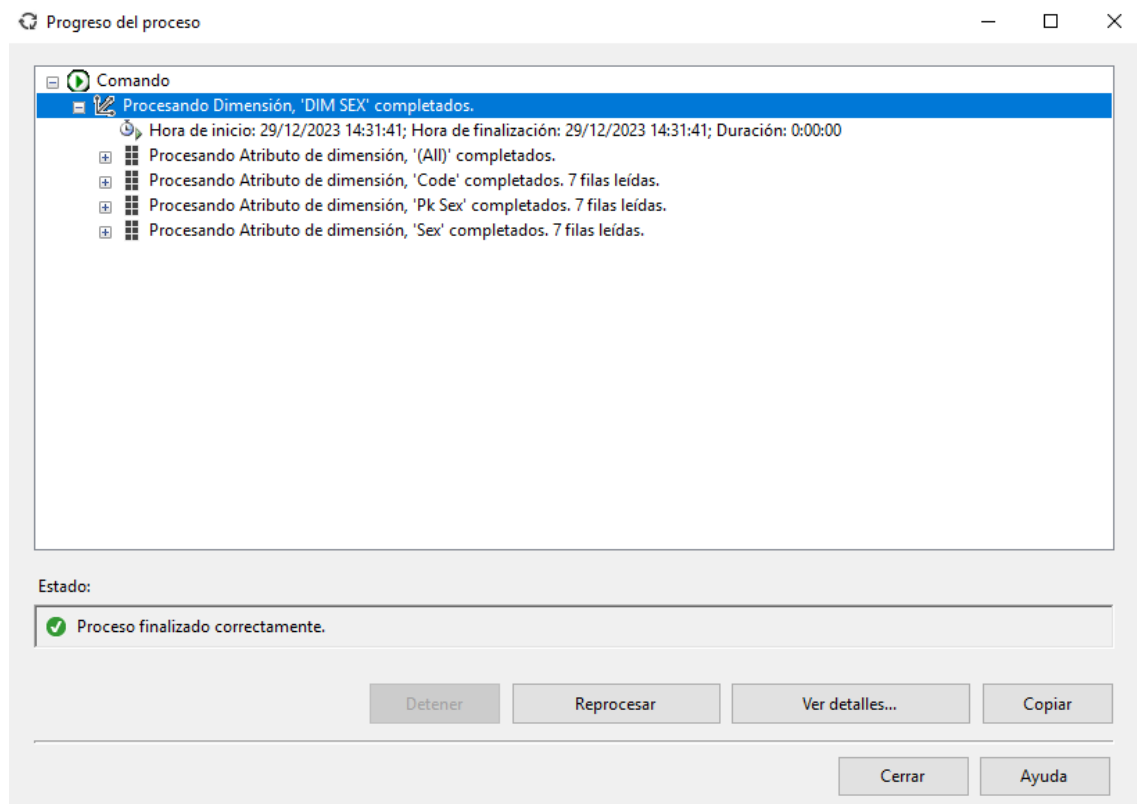 Progreso del proceso
Comando
Procesando Dimensión, 'DIM SEX' completados.
Hora de inicio: 29/12/2023 14:31:41; Hora de finalización: 29/12/2023 14:31:41; Duración: 0:00:00
Procesando Atributo de dimensión, '(All)' completados.
Procesando Atributo de dimensión, 'Code' completados. 7 filas leídas.
Procesando Atributo de dimensión, 'Pk Sex' completados. 7 filas leídas.
Procesando Atributo de dimensión, 'Sex' completados. 7 filas leídas.
Estado:
Proceso finalizado correctamente.
Detener Reprocesar Ver detalles... Copiar
Cerrar Ayuda